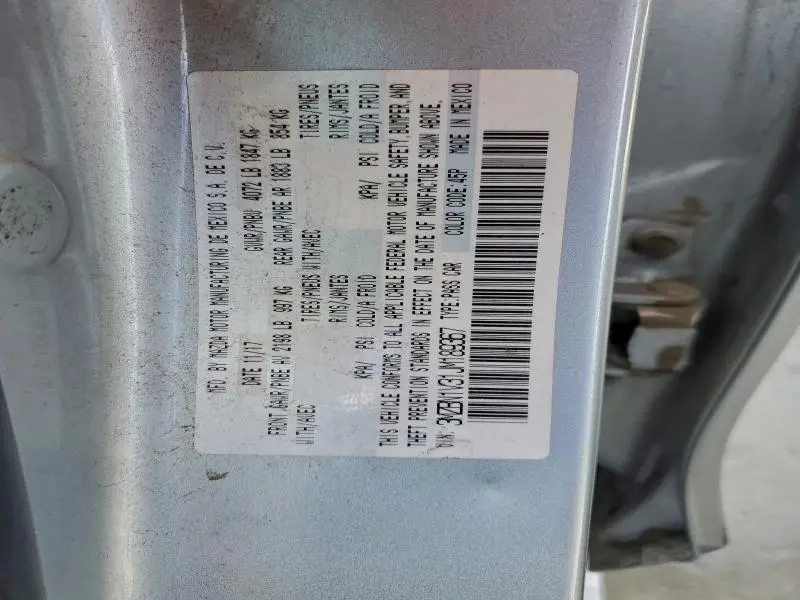 MFD. BY MAZDA MOTOR MANUFACTURING DE MEXICO S.A. DE C.V.
DATE 11/17 GVWR/PNBV 4072 LB 1847 KG
FRONT GAWR/PNBE AV 2198 LB 997 KG REAR GAWR/PNBE AR 1883 LB 854 KG
WITH/AVEC TIRES/PNEUS WITH/AVEC TIRES/PNEUS
RIMS/JANTES RIMS/JANTES
KPA/ PSI COLD/A FROID KPA/ PSI COLD/A FROID
THIS VEHICLE CONFORMS TO ALL APPLICABLE FEDERAL MOTOR VEHICLE SAFETY, BUMPER, AND
THEFT PREVENTION STANDARDS IN EFFECT ON THE DATE OF MANUFACTURE SHOWN ABOVE.
TYPE:PASS CAR COLOR CODE:45P MADE IN MEXICO